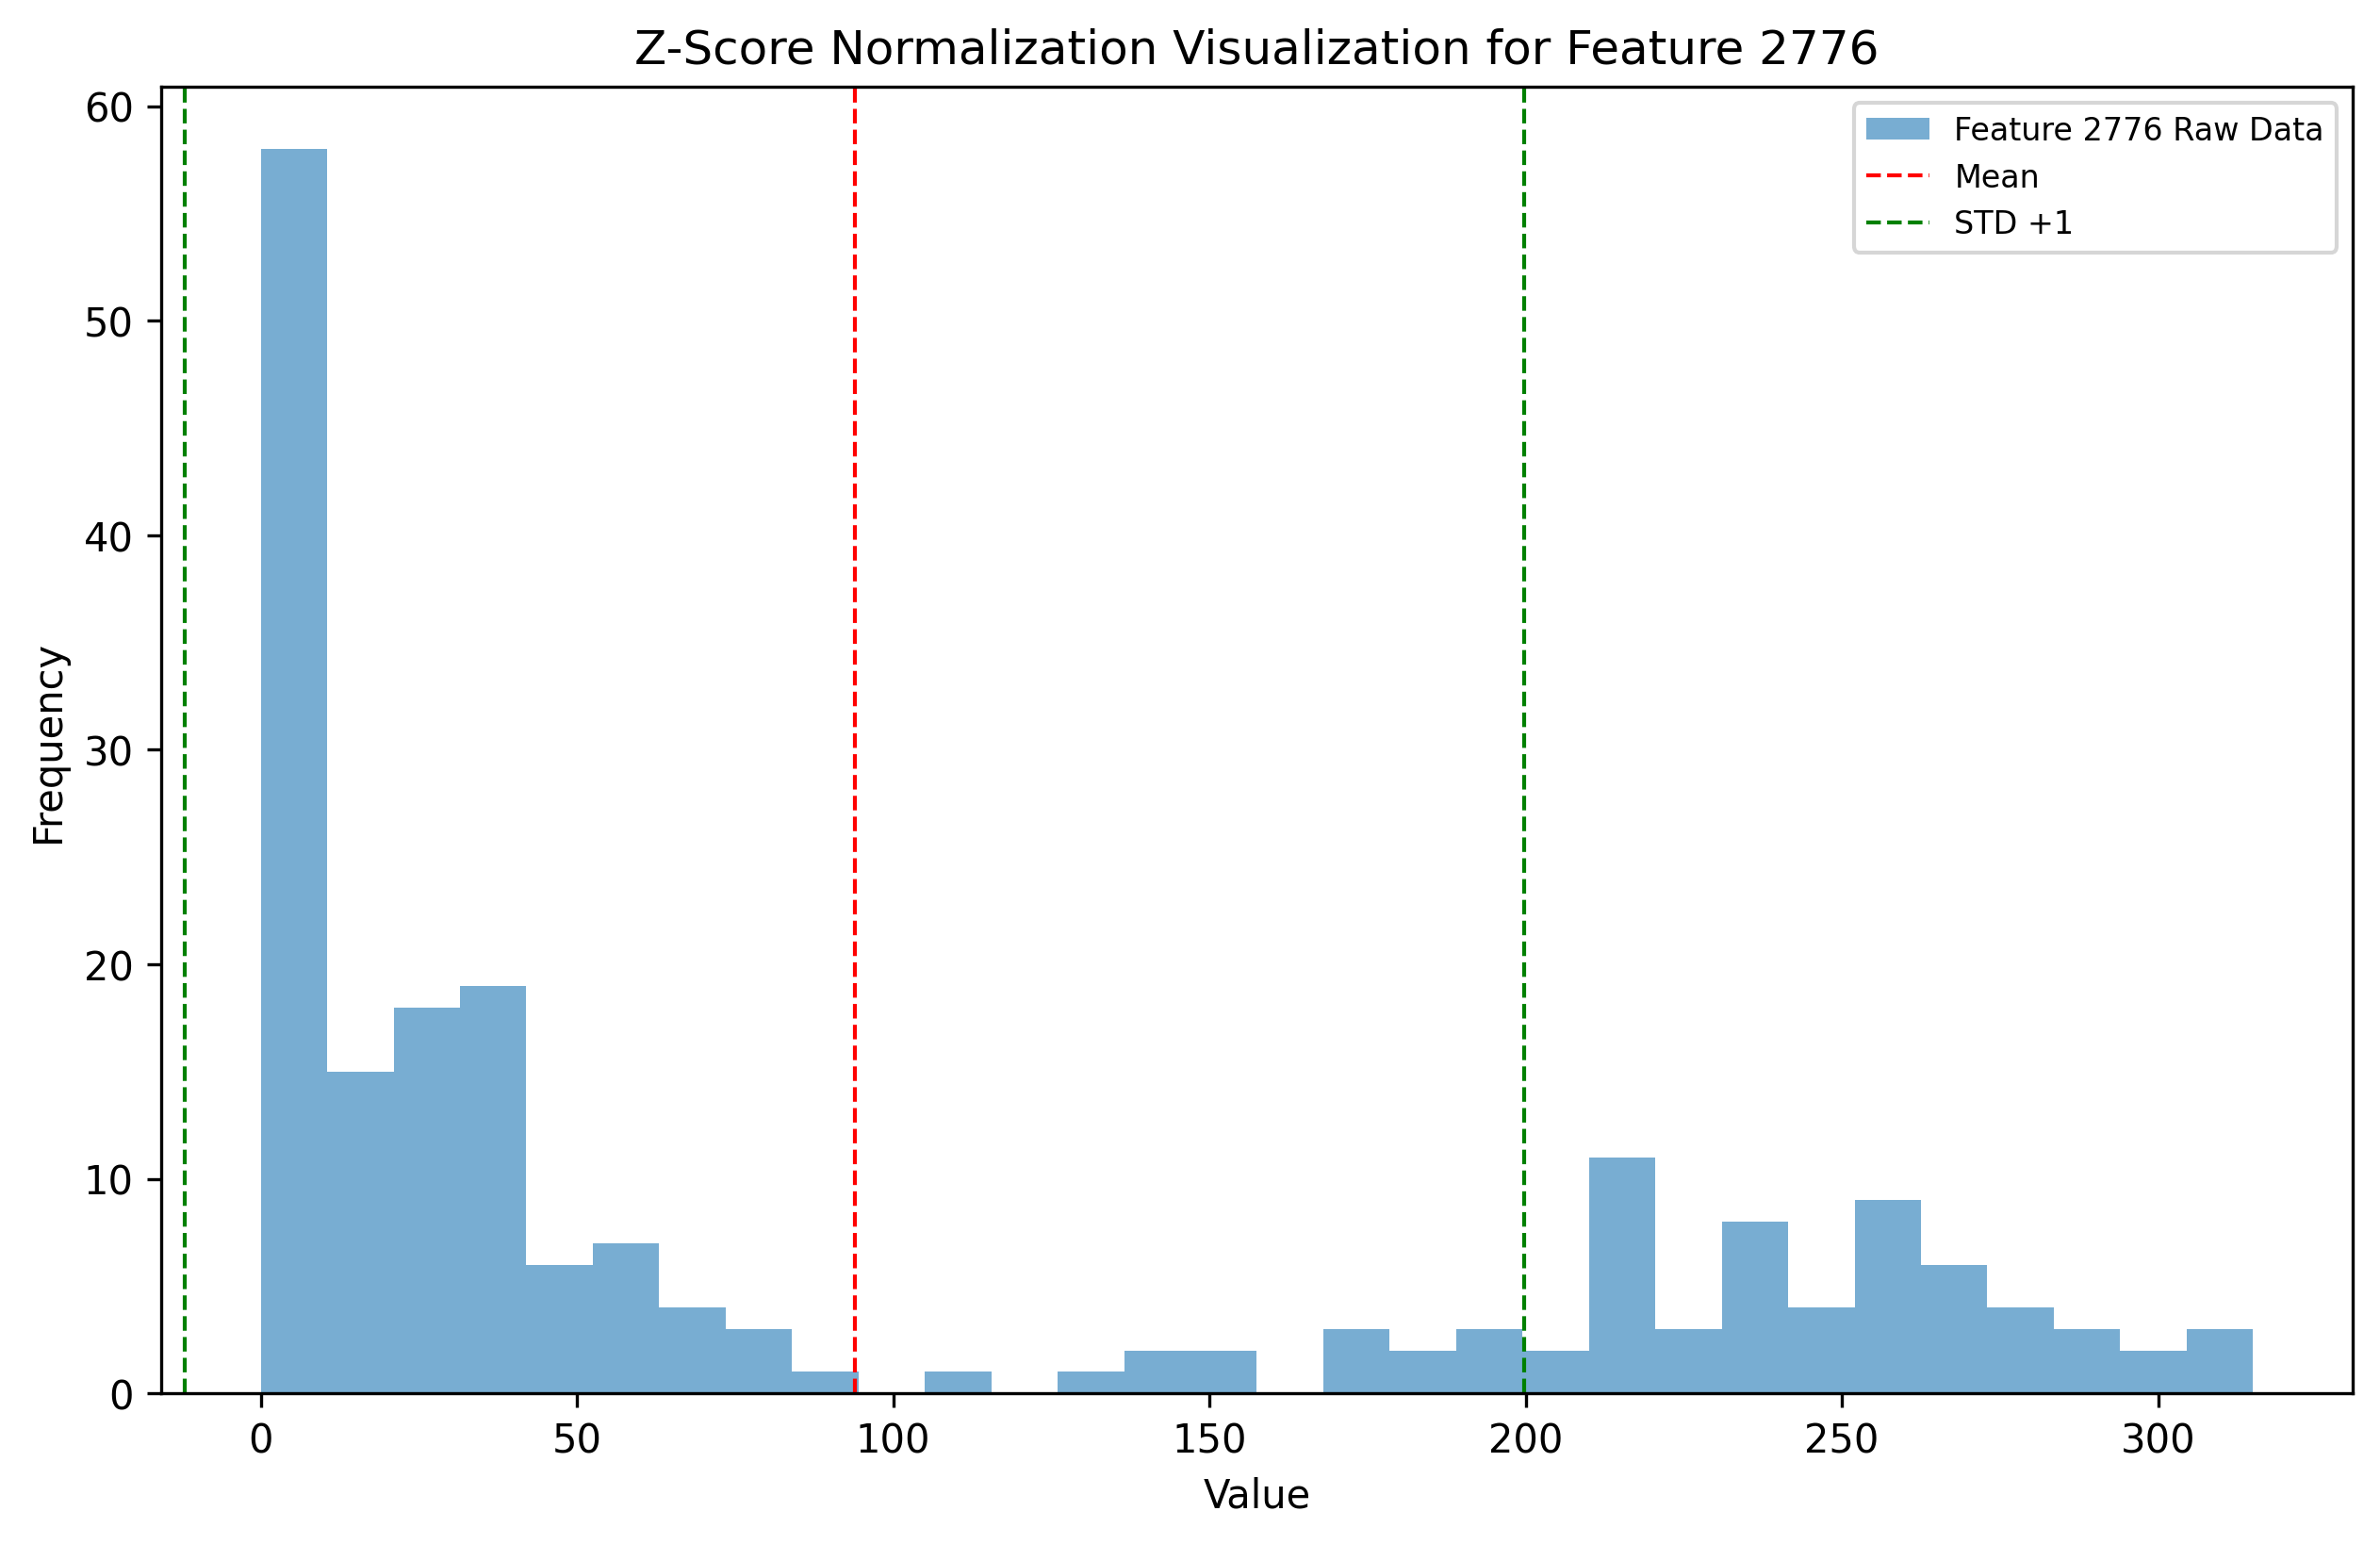 Z-Score Normalization Visualization for Feature 2776
Feature 2776 Raw Data
Mean
STD +1
60
50
40
30
20
10
0
Frequency
0 50 100 150 200 250 300
Value